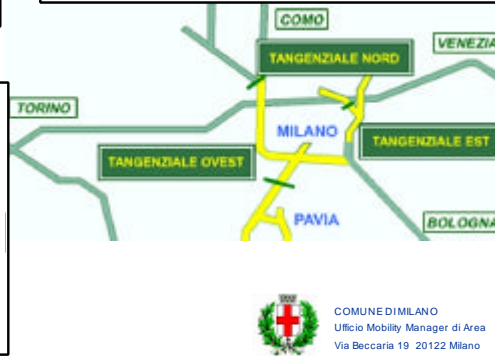 COMO
TANGENZIALE NORD
VENEZIA
TORINO
MILANO
TANGENZIALE EST
TANGENZIALE OVEST
PAVIA
BOLOGNA
COMUNE DI MILANO
Ufficio Mobility Manager di Area
Via Beccaria 19 20122 Milano